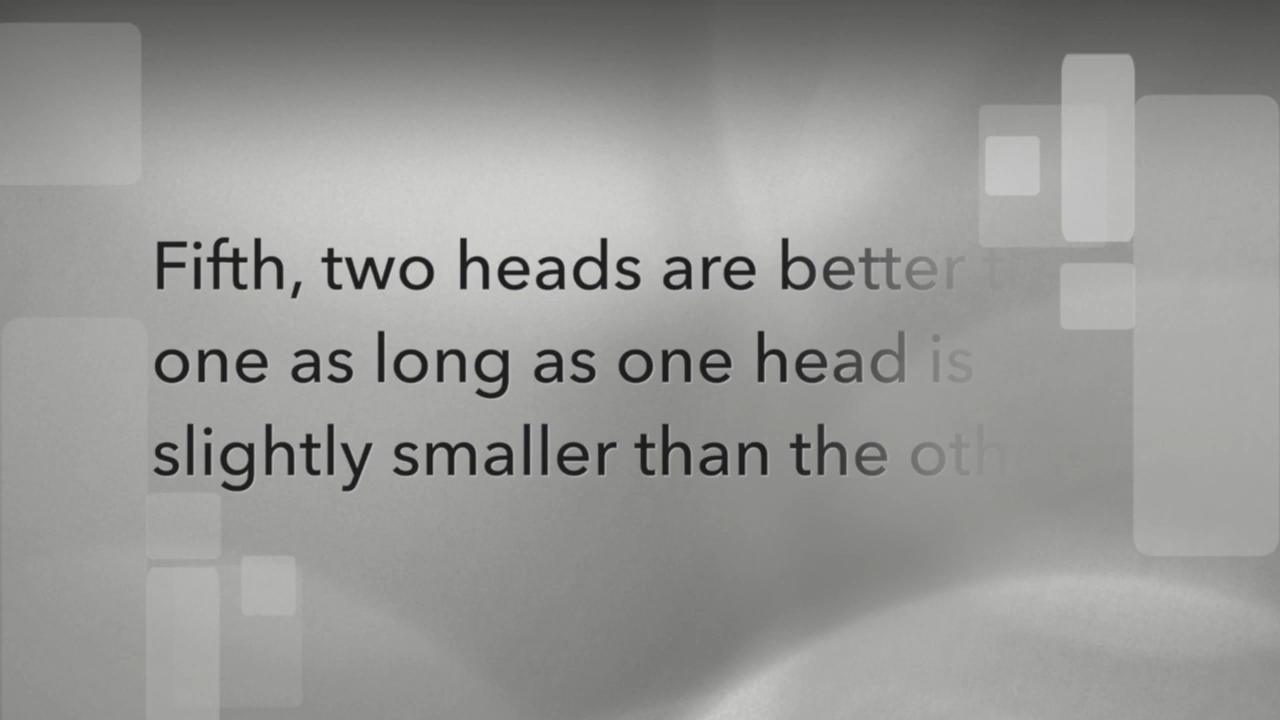 Fifth, two heads are better
one as long as one head is
slightly smaller than the